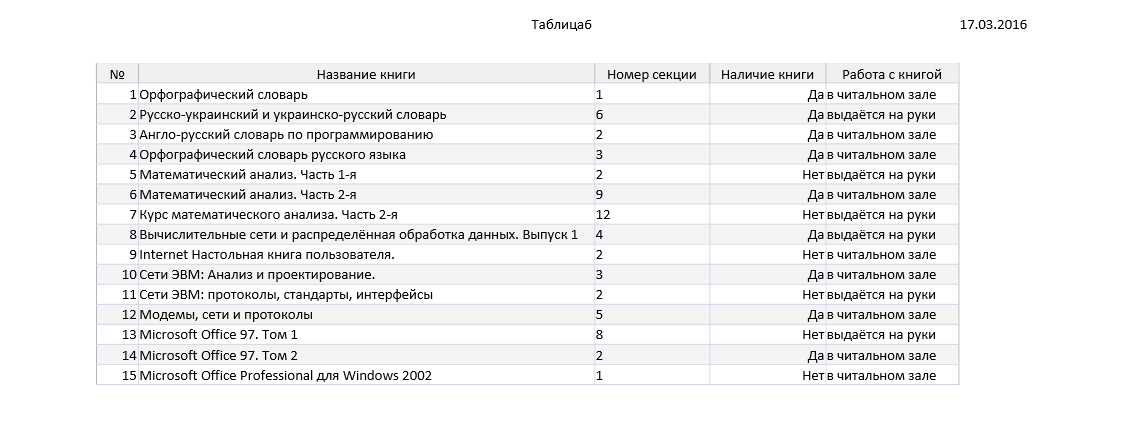 Таблица6 17.03.2016
№ Название книги Номер секции Наличие книги Работа с книгой
1 Орфографический словарь 1 Да в читальном зале
2 Русско-украинский и украинско-русский словарь 6 Да выдаётся на руки
3 Англо-русский словарь по программированию 2 Да в читальном зале
4 Орфографический словарь русского языка 3 Да в читальном зале
5 Математический анализ. Часть 1-я 2 Нет выдаётся на руки
6 Математический анализ. Часть 2-я 9 Да в читальном зале
7 Курс математического анализа. Часть 2-я 12 Нет выдаётся на руки
8 Вычислительные сети и распределённая обработка данных. Выпуск 1 4 Да выдаётся на руки
9 Internet Настольная книга пользователя. 2 Нет в читальном зале
10 Сети ЭВМ: Анализ и проектирование. 3 Да в читальном зале
11 Сети ЭВМ: протоколы, стандарты, интерфейсы 2 Нет выдаётся на руки
12 Модемы, сети и протоколы 5 Да в читальном зале
13 Microsoft Office 97. Том 1 8 Нет выдаётся на руки
14 Microsoft Office 97. Том 2 2 Да в читальном зале
15 Microsoft Office Professional для Windows 2002 1 Нет в читальном зале